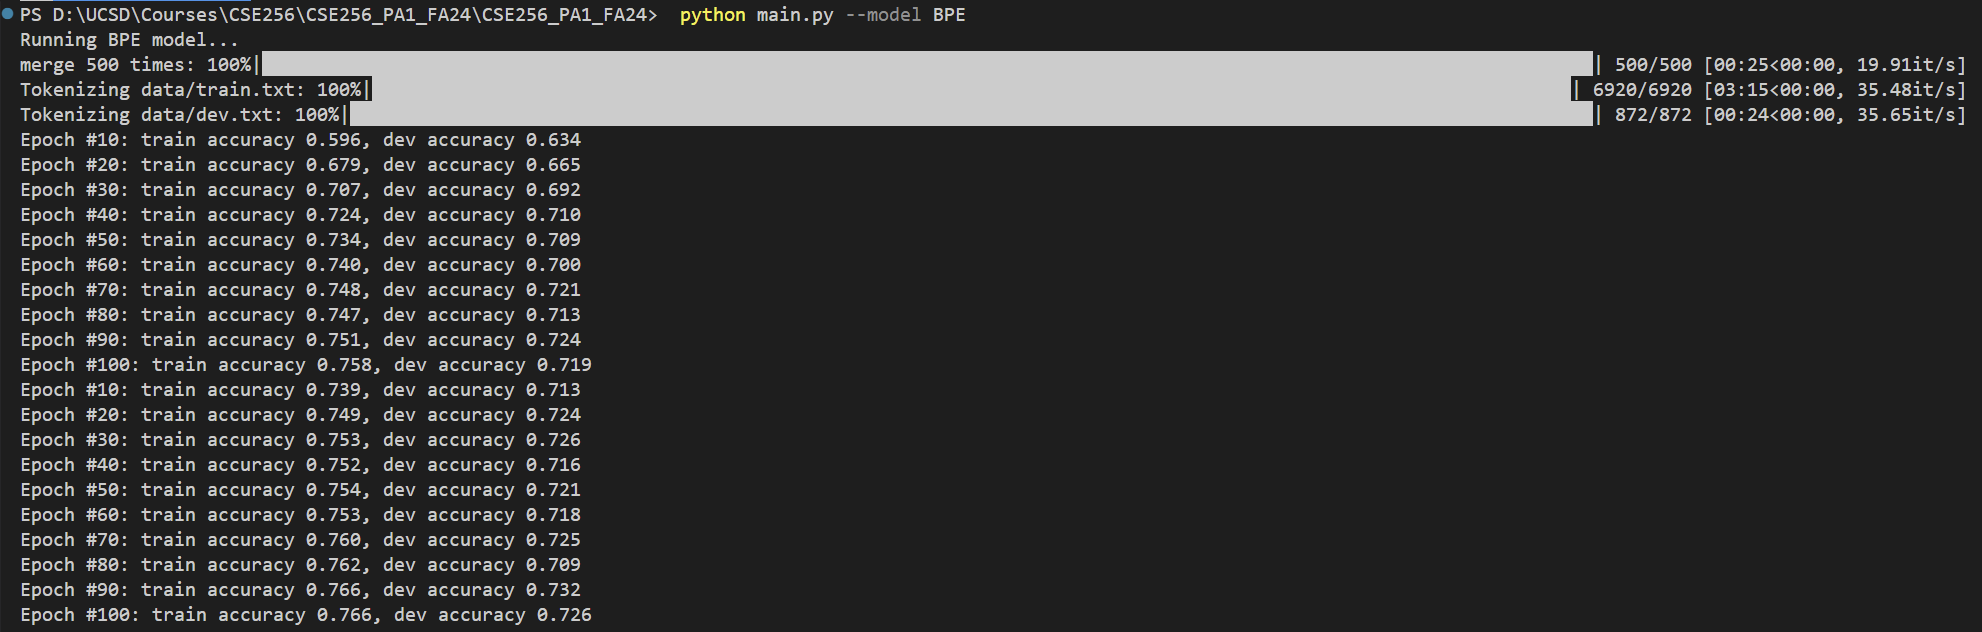 PS D:\UCSD\Courses\CSE256\CSE256_PA1_FA24\CSE256_PA1_FA24> python main.py --model BPE
Running BPE model...
merge 500 times: 100%|| 500/500 [00:25<00:00, 19.91it/s]
Tokenizing data/train.txt: 100%|| 6920/6920 [03:15<00:00, 35.48it/s]
Tokenizing data/dev.txt: 100%|| 872/872 [00:24<00:00, 35.65it/s]
Epoch #10: train accuracy 0.596, dev accuracy 0.634
Epoch #20: train accuracy 0.679, dev accuracy 0.665
Epoch #30: train accuracy 0.707, dev accuracy 0.692
Epoch #40: train accuracy 0.724, dev accuracy 0.710
Epoch #50: train accuracy 0.734, dev accuracy 0.709
Epoch #60: train accuracy 0.740, dev accuracy 0.700
Epoch #70: train accuracy 0.748, dev accuracy 0.721
Epoch #80: train accuracy 0.747, dev accuracy 0.713
Epoch #90: train accuracy 0.751, dev accuracy 0.724
Epoch #100: train accuracy 0.758, dev accuracy 0.719
Epoch #10: train accuracy 0.739, dev accuracy 0.713
Epoch #20: train accuracy 0.749, dev accuracy 0.724
Epoch #30: train accuracy 0.753, dev accuracy 0.726
Epoch #40: train accuracy 0.752, dev accuracy 0.716
Epoch #50: train accuracy 0.754, dev accuracy 0.721
Epoch #60: train accuracy 0.753, dev accuracy 0.718
Epoch #70: train accuracy 0.760, dev accuracy 0.725
Epoch #80: train accuracy 0.762, dev accuracy 0.709
Epoch #90: train accuracy 0.766, dev accuracy 0.732
Epoch #100: train accuracy 0.766, dev accuracy 0.726